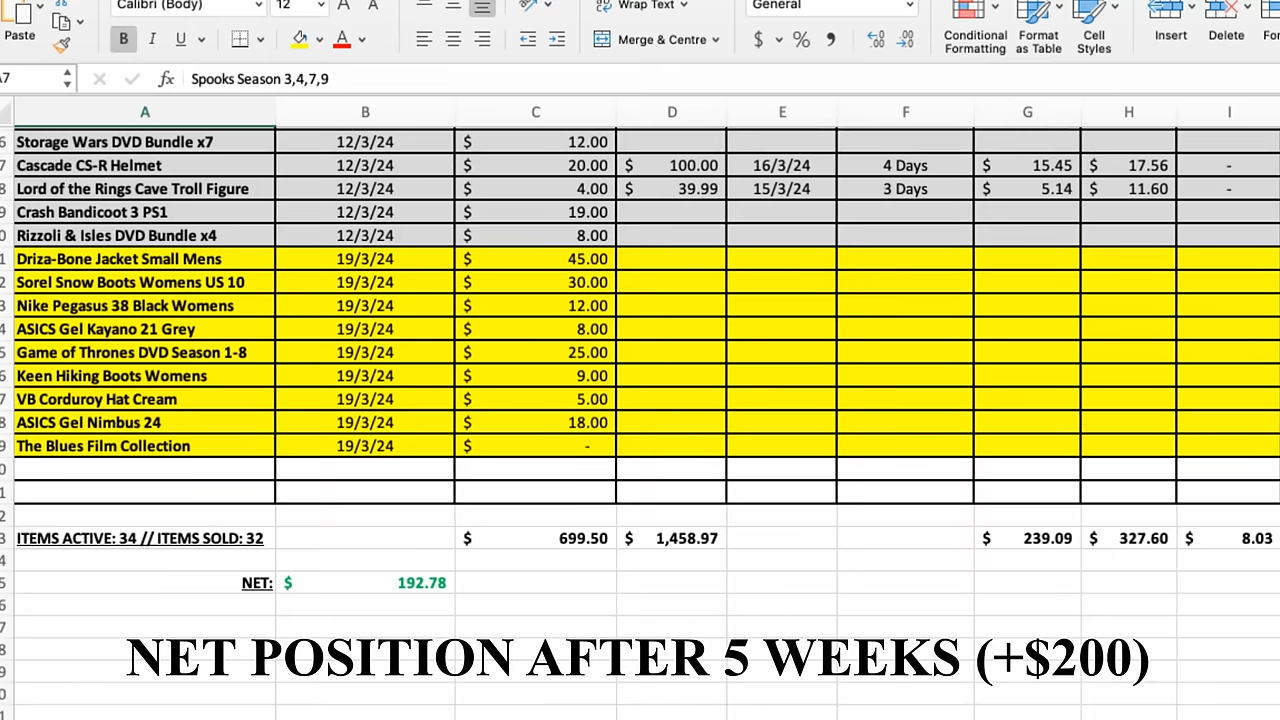 Calibri (Body) 12 A A Wrap Text General
Paste B I U A Merge & Centre $ % Conditional Formatting Format as Table Cell Styles Insert Delete
A7 fx Spooks Season 3,4,7,9
A B C D E F G H I
6 Storage Wars DVD Bundle x7 12/3/24 $ 12.00
7 Cascade CS-R Helmet 12/3/24 $ 20.00 $ 100.00 16/3/24 4 Days $ 15.45 $ 17.56 -
8 Lord of the Rings Cave Troll Figure 12/3/24 $ 4.00 $ 39.99 15/3/24 3 Days $ 5.14 $ 11.60 -
9 Crash Bandicoot 3 PS1 12/3/24 $ 19.00
0 Rizzoli & Isles DVD Bundle x4 12/3/24 $ 8.00
1 Driza-Bone Jacket Small Mens 19/3/24 $ 45.00
2 Sorel Snow Boots Womens US 10 19/3/24 $ 30.00
3 Nike Pegasus 38 Black Womens 19/3/24 $ 12.00
4 ASICS Gel Kayano 21 Grey 19/3/24 $ 8.00
5 Game of Thrones DVD Season 1-8 19/3/24 $ 25.00
6 Keen Hiking Boots Womens 19/3/24 $ 9.00
7 VB Corduroy Hat Cream 19/3/24 $ 5.00
8 ASICS Gel Nimbus 24 19/3/24 $ 18.00
9 The Blues Film Collection 19/3/24 $ -
0
1
2
3 ITEMS ACTIVE: 34 // ITEMS SOLD: 32 $ 699.50 $ 1,458.97 $ 239.09 $ 327.60 $ 8.03
4
5 NET: $ 192.78
6
7
8
9
0
1
NET POSITION AFTER 5 WEEKS (+$200)